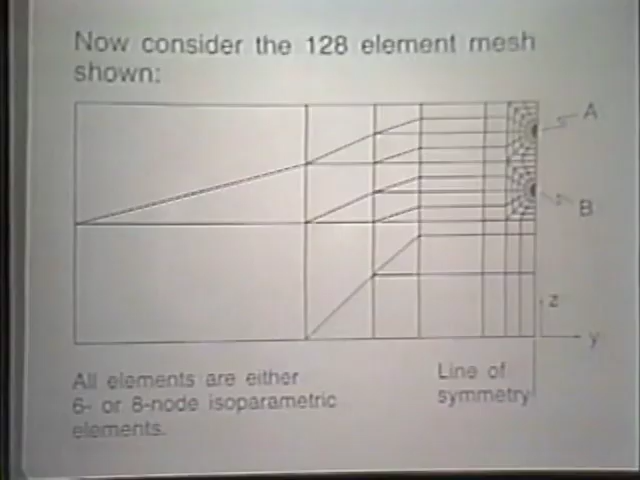 Now consider the 128 element mesh
shown:
A
B
z
y
All elements are either
6- or 8-node isoparametric
elements.
Line of
symmetry